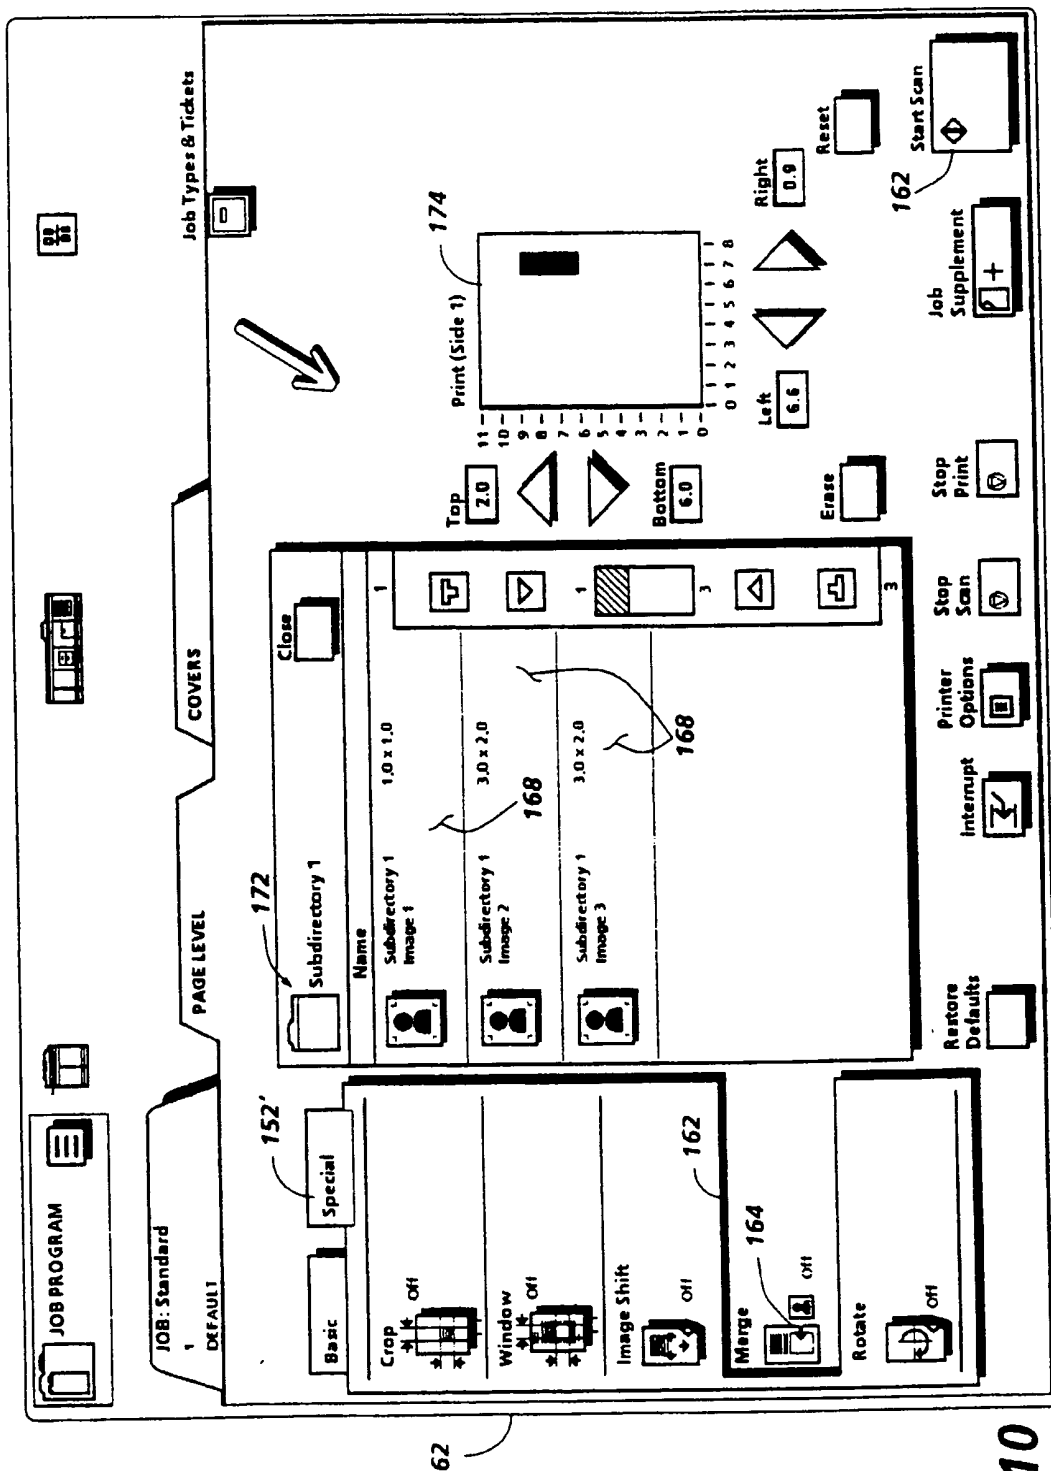 JOB PROGRAM
Job Types & Tickets
JOB: Standard
1
DEFAULT
PAGE LEVEL
COVERS
62
152'
172
174
Basic
Special
Crop
Off
Window
Off
Image Shift
Off
162
Merge
164
Off
Rotate
Off
Subdirectory 1
Close
Name
1
Subdirectory 1
Image 1
1.0 x 1.0
168
Subdirectory 1
Image 2
3.0 x 2.0
1
3
Subdirectory 1
Image 3
3.0 x 2.0
168
3
Print (Side 1)
Top
2.0
Bottom
6.0
11
10
9
8
7
6
5
4
3
2
1
0
0 1 2 3 4 5 6 7 8
Left
6.6
Right
0.9
Erase
Reset
Restore
Defaults
Interrupt
Printer
Options
Stop
Scan
Stop
Print
Job
Supplement
162
Start Scan
10